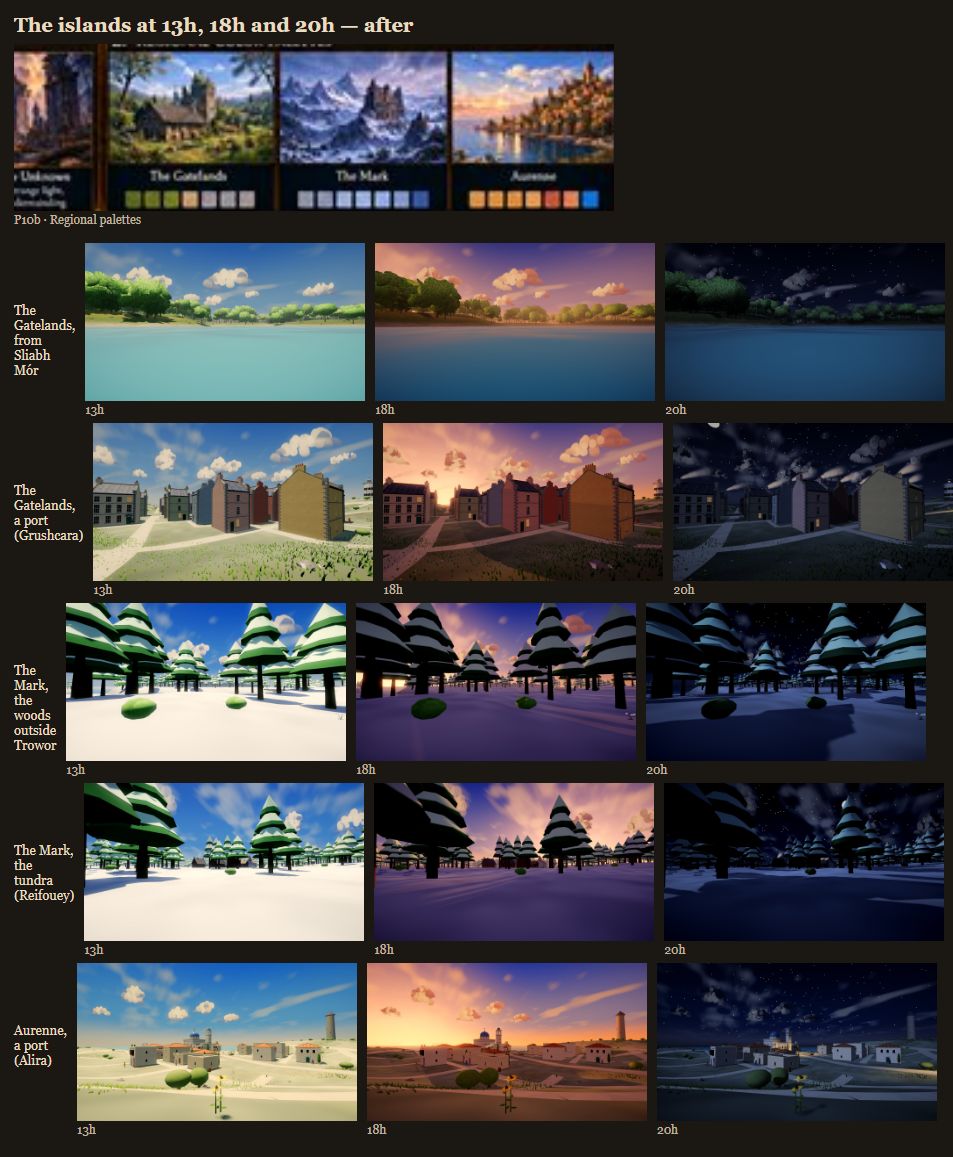 The islands at 13h, 18h and 20h — after
The Gatelands
The Mark
Aurenne
P10b · Regional palettes
The
Gatelands,
from
Sliabh
Mór
13h
18h
20h
The
Gatelands,
a port
(Grushcara)
13h
18h
20h
The
Mark,
the
woods
outside
Trowor
13h
18h
20h
The Mark,
the
tundra
(Reifouey)
13h
18h
20h
Aurenne,
a port
(Alira)
13h
18h
20h